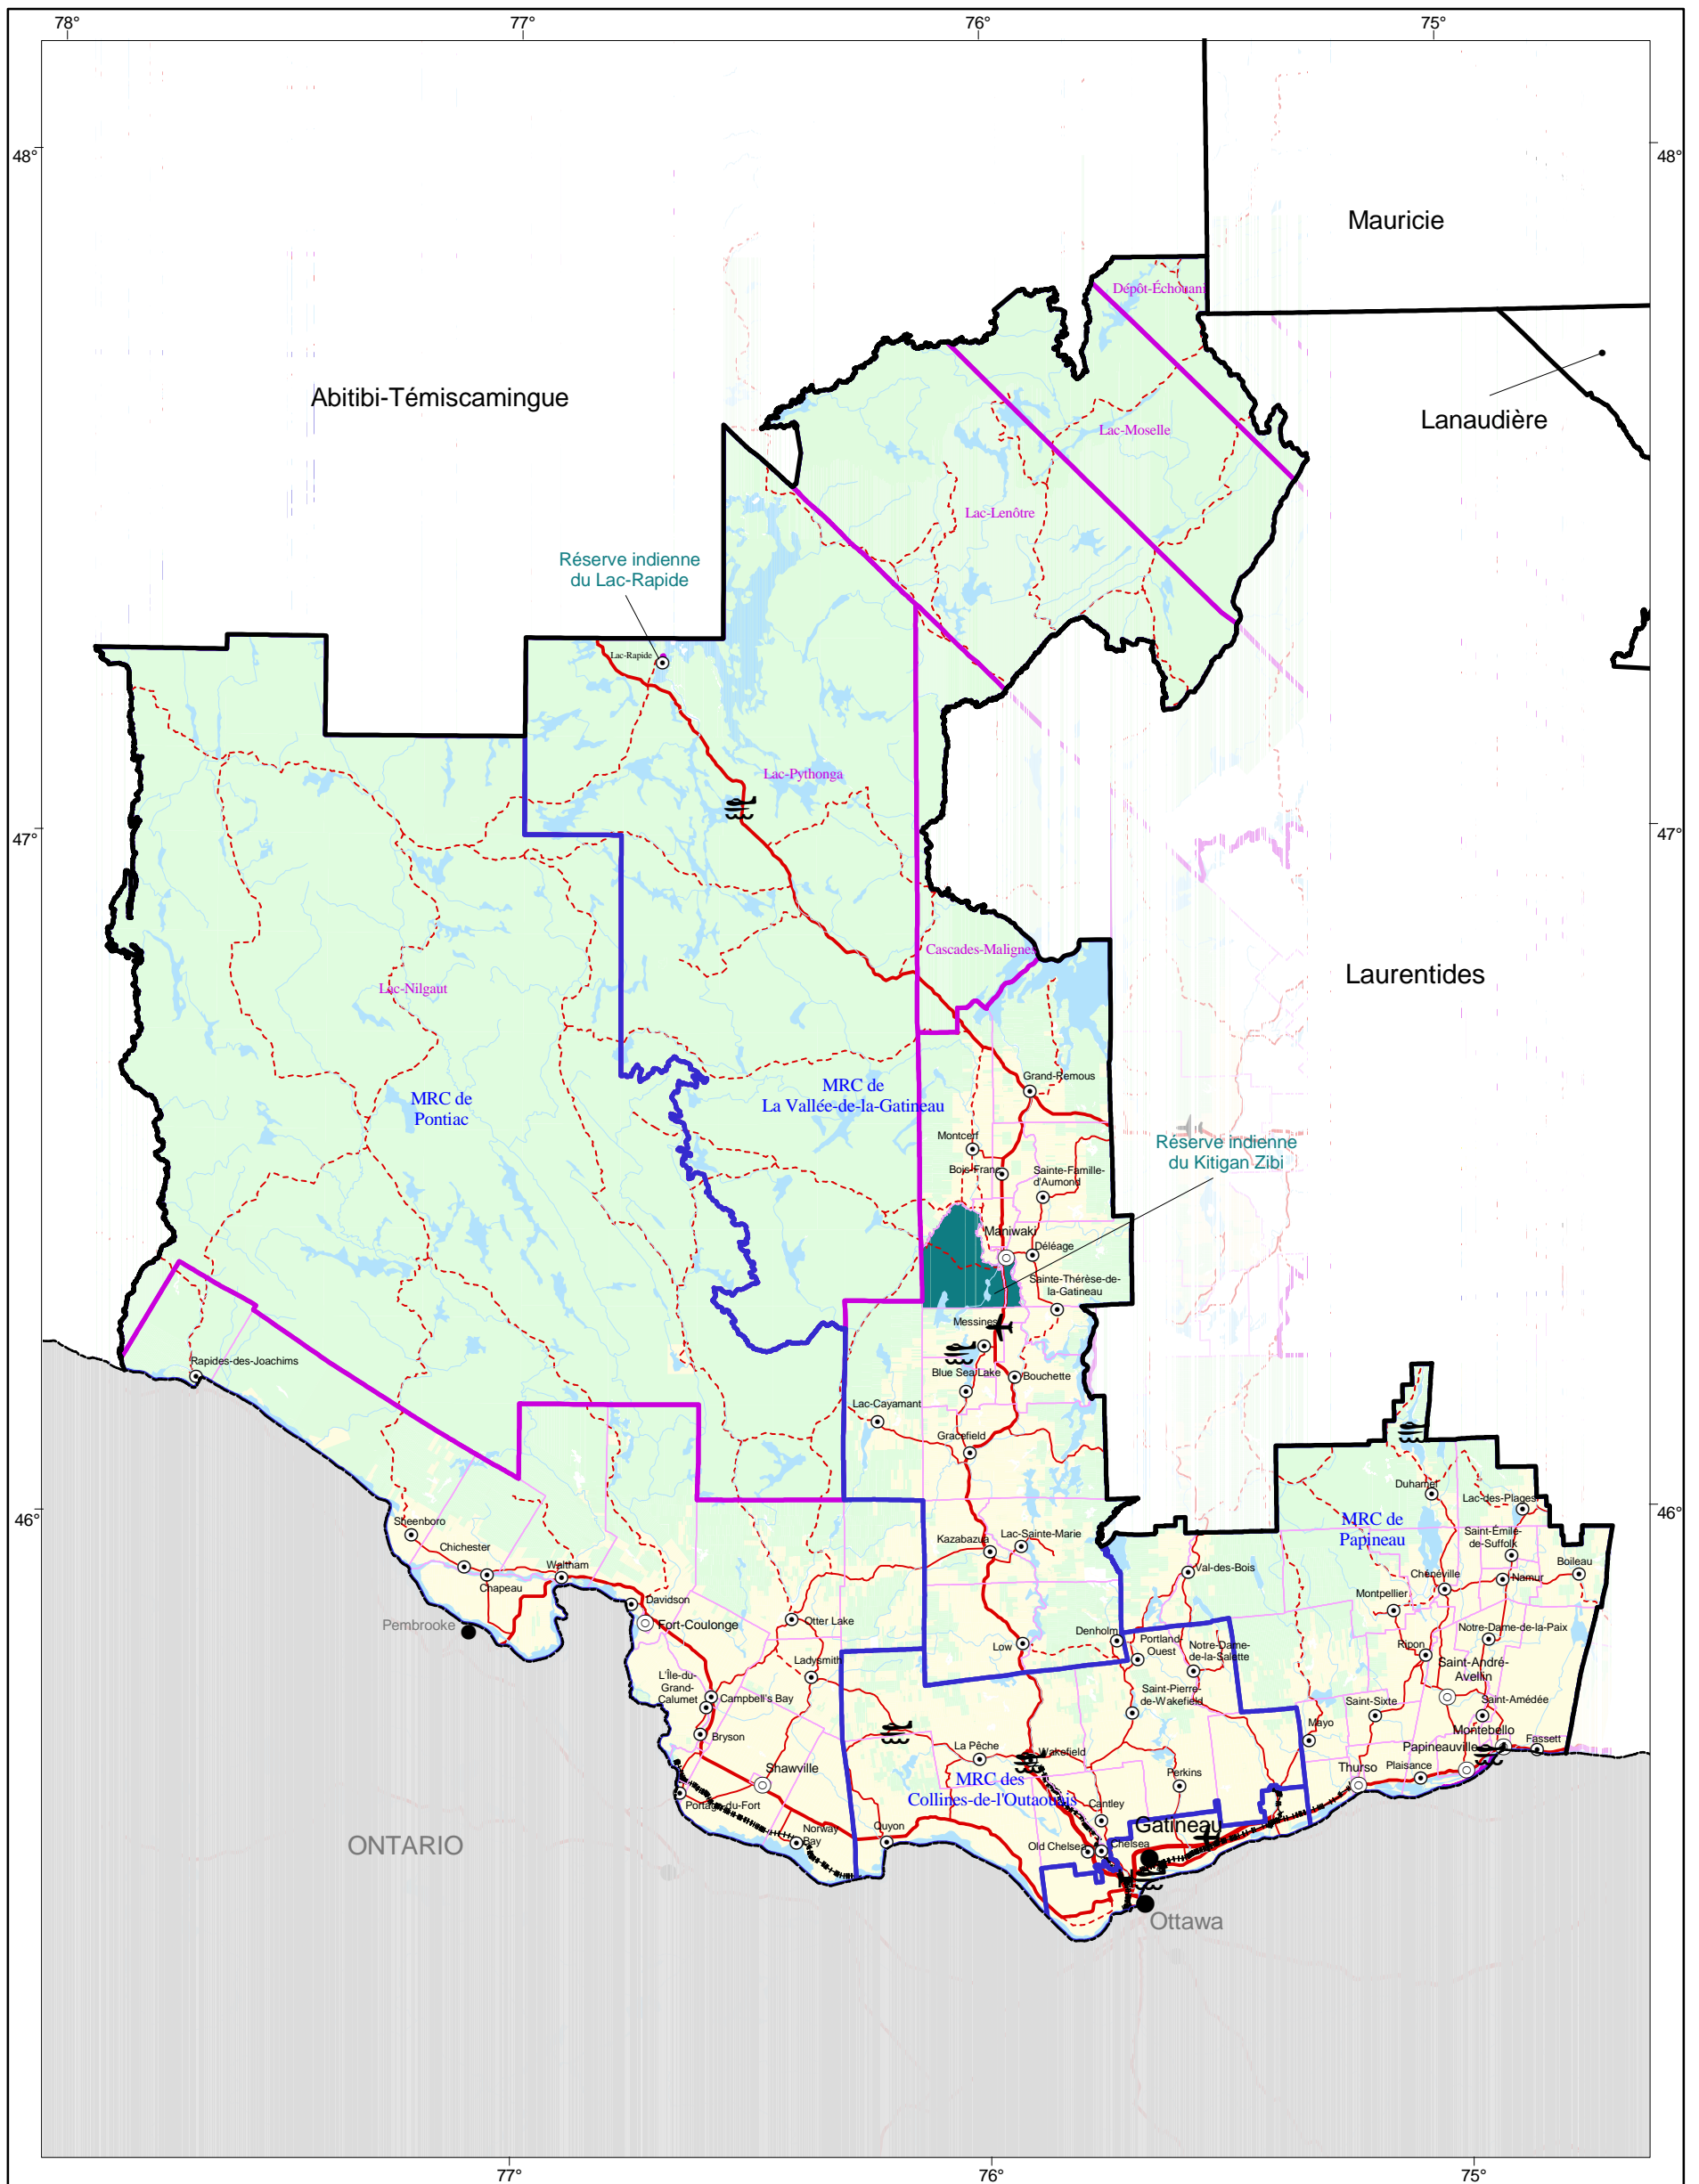 78°
77°
76°
75°
48°
48°
Mauricie
Dépôt-Échouani
Abitibi-Témiscamingue
Lanaudière
Lac-Moselle
Lac-Lenôtre
Réserve indienne
du Lac-Rapide
Lac-Rapide
Lac-Pythonga
47°
47°
Cascades-Malignes
Laurentides
Lac-Nilgaut
MRC de
La Vallée-de-la-Gatineau
MRC de
Pontiac
Grand-Remous
Montcerf
Bois-Franc
Sainte-Famille-
d'Aumond
Réserve indienne
du Kitigan Zibi
Maniwaki
Déléage
Sainte-Thérèse-de-
la-Gatineau
Messines
Rapides-des-Joachims
Blue Sea Lake
Bouchette
Lac-Cayamant
Gracefield
46°
46°
Duhamel
Lac-des-Plages
MRC de
Papineau
Saint-Émile-
de-Suffolk
Sheenboro
Chichester
Chapeau
Waltham
Kazabazua
Lac-Sainte-Marie
Val-des-Bois
Boileau
Chénéville
Namur
Montpellier
Davidson
Fort-Coulonge
Pembrooke
Otter Lake
Low
Denholm
Portland-
Ouest
Notre-Dame-
de-la-Salette
Notre-Dame-de-la-Paix
Ripon
Saint-André-
Avellin
Ladysmith
L'Île-du-
Grand-
Calumet
Campbell's Bay
Saint-Pierre-
de-Wakefield
Saint-Sixte
Saint-Amédée
Bryson
Mayo
Montebello
Fassett
Papineauville
La Pêche
Wakefield
Shawville
MRC des
Collines-de-l'Outaouais
Perkins
Thurso
Plaisance
Portage-du-Fort
Cantley
Norway
Bay
Quyon
Gatineau
Old Chelsea
Chelsea
ONTARIO
Ottawa
77°
76°
75°